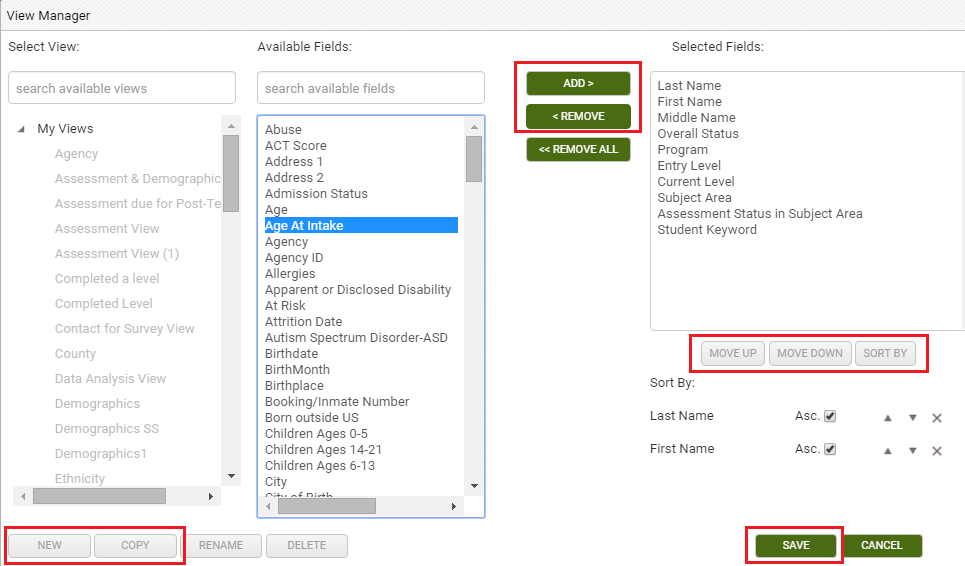 View Manager
Select View:
search available views
My Views
Agency
Assessment & Demographic
Assessment due for Post-Te
Assessment View
Assessment View (1)
Completed a level
Completed Level
Contact for Survey View
County
Data Analysis View
Demographics
Demographics SS
Demographics1
Ethnicity
NEW
COPY
RENAME
DELETE
Available Fields:
search available fields
Abuse
ACT Score
Address 1
Address 2
Admission Status
Age
Age At Intake
Agency
Agency ID
Allergies
Apparent or Disclosed Disability
At Risk
Attrition Date
Autism Spectrum Disorder-ASD
Birthdate
BirthMonth
Birthplace
Booking/Inmate Number
Born outside US
Children Ages 0-5
Children Ages 14-21
Children Ages 6-13
City
City of Birth
ADD >
< REMOVE
<< REMOVE ALL
Selected Fields:
Last Name
First Name
Middle Name
Overall Status
Program
Entry Level
Current Level
Subject Area
Assessment Status in Subject Area
Student Keyword
MOVE UP
MOVE DOWN
SORT BY
Sort By:
Last Name Asc.
First Name Asc.
SAVE
CANCEL